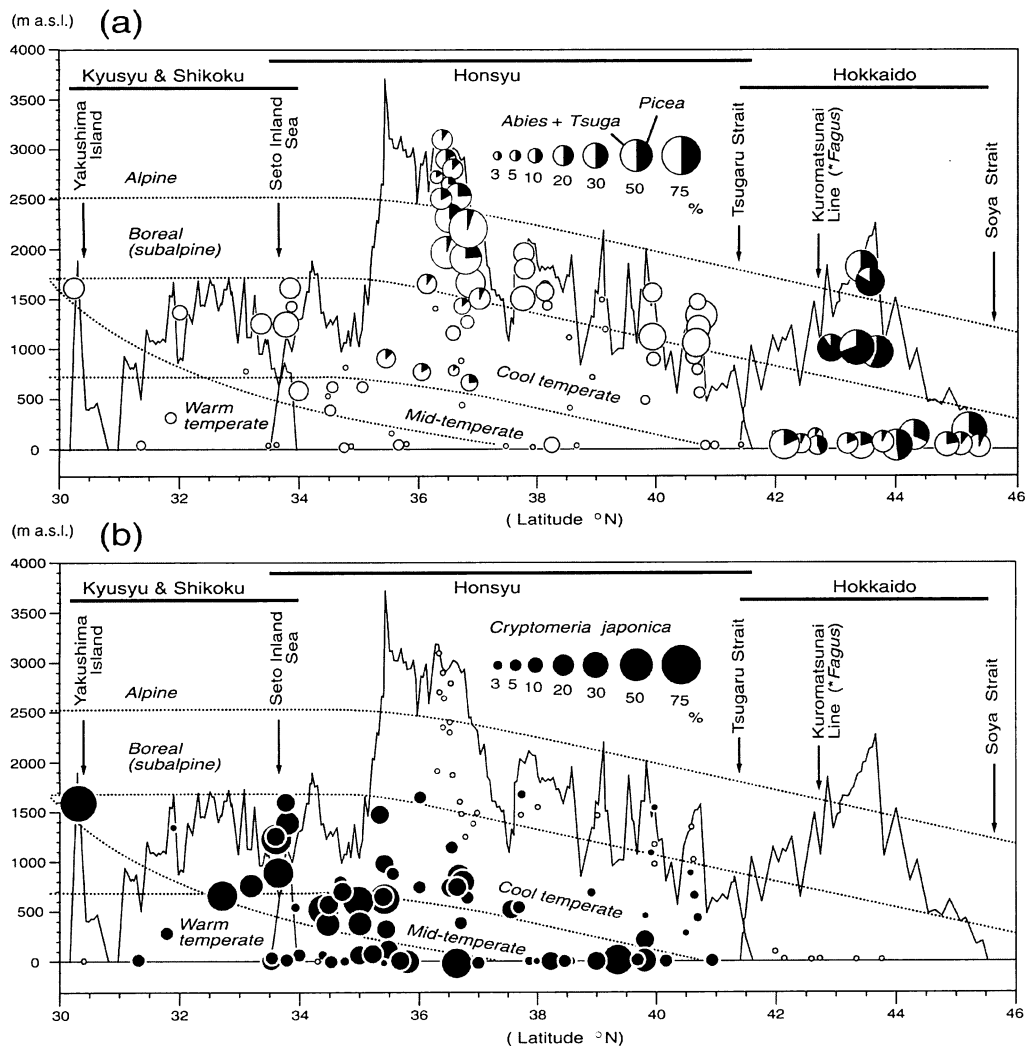 (m a.s.l.)
(a)
4000
3500
3000
2500
2000
1500
1000
500
0
Kyusyu & Shikoku
Honsyu
Hokkaido
Yakushima
Island
Seto Inland
Sea
Abies + Tsuga
Picea
3 5 10 20 30 50 75
%
Tsugaru Strait
Kuromatsunai
Line (*Fagus)
Soya Strait
Alpine
Boreal
(subalpine)
Cool temperate
Mid-temperate
Warm
temperate
30 32 34 36 38 40 42 44 46
( Latitude °N)
(m a.s.l.)
(b)
4000
3500
3000
2500
2000
1500
1000
500
0
Kyusyu & Shikoku
Honsyu
Hokkaido
Yakushima
Island
Seto Inland
Sea
Cryptomeria japonica
3 5 10 20 30 50 75
%
Tsugaru Strait
Kuromatsunai
Line (*Fagus)
Soya Strait
Alpine
Boreal
(subalpine)
Cool temperate
Mid-temperate
Warm
temperate
30 32 34 36 38 40 42 44 46
( Latitude °N)